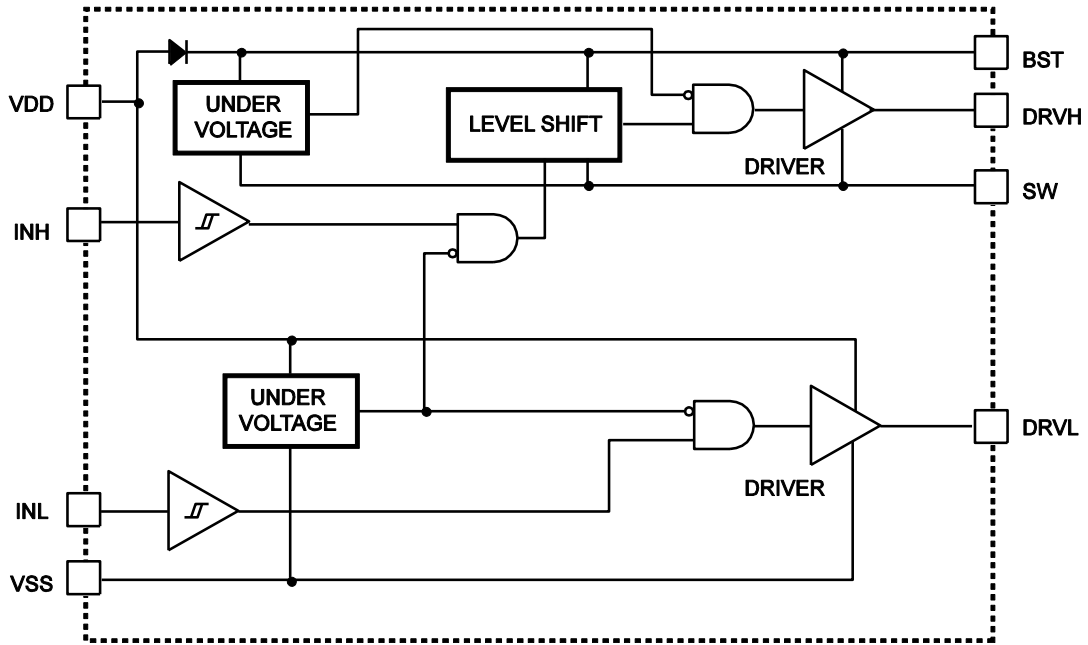 BST
VDD
UNDER
VOLTAGE
LEVEL SHIFT
DRVH
DRIVER
SW
INH
UNDER
VOLTAGE
DRVL
DRIVER
INL
VSS